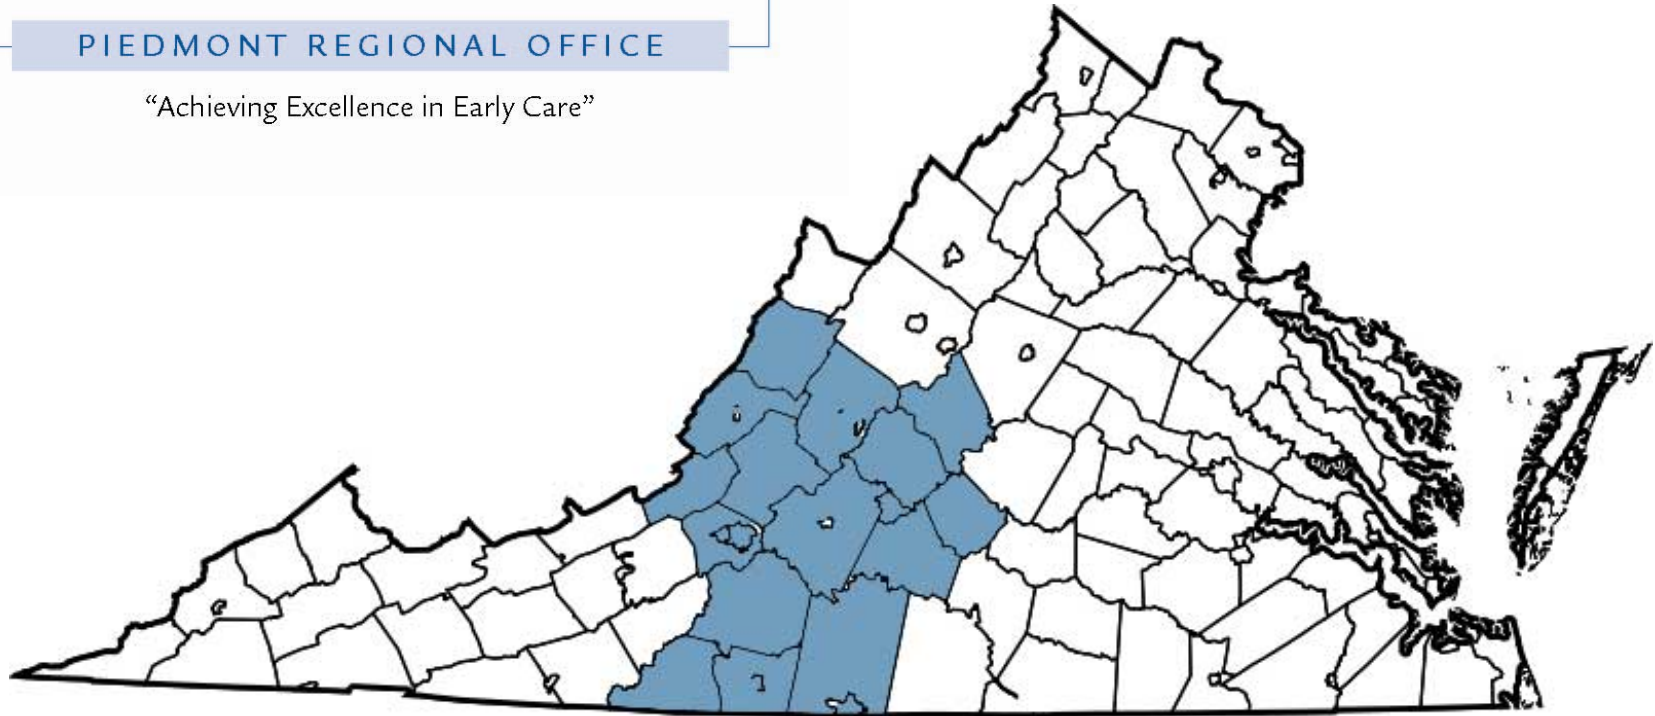 PIEDMONT REGIONAL OFFICE
“Achieving Excellence in Early Care”